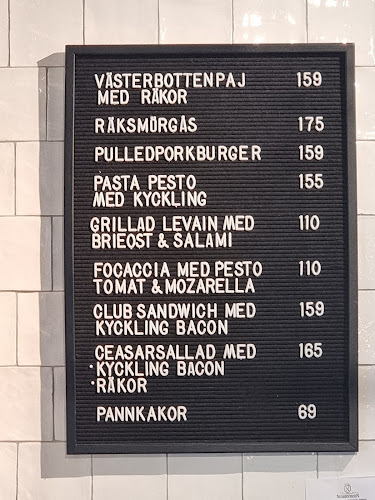 VÄSTERBOTTENPAJ 159
MED RÄKOR
RÄKSMÖRGÅS 175
PULLEDPORKBURGER 159
PASTA PESTO 155
MED KYCKLING
GRILLAD LEVAIN MED 110
BRIEOST & SALAMI
FOCACCIA MED PESTO 110
TOMAT & MOZARELLA
CLUB SANDWICH MED 159
KYCKLING BACON
CEASARSALLAD MED 165
•KYCKLING BACON
•RÄKOR
PANNKAKOR 69